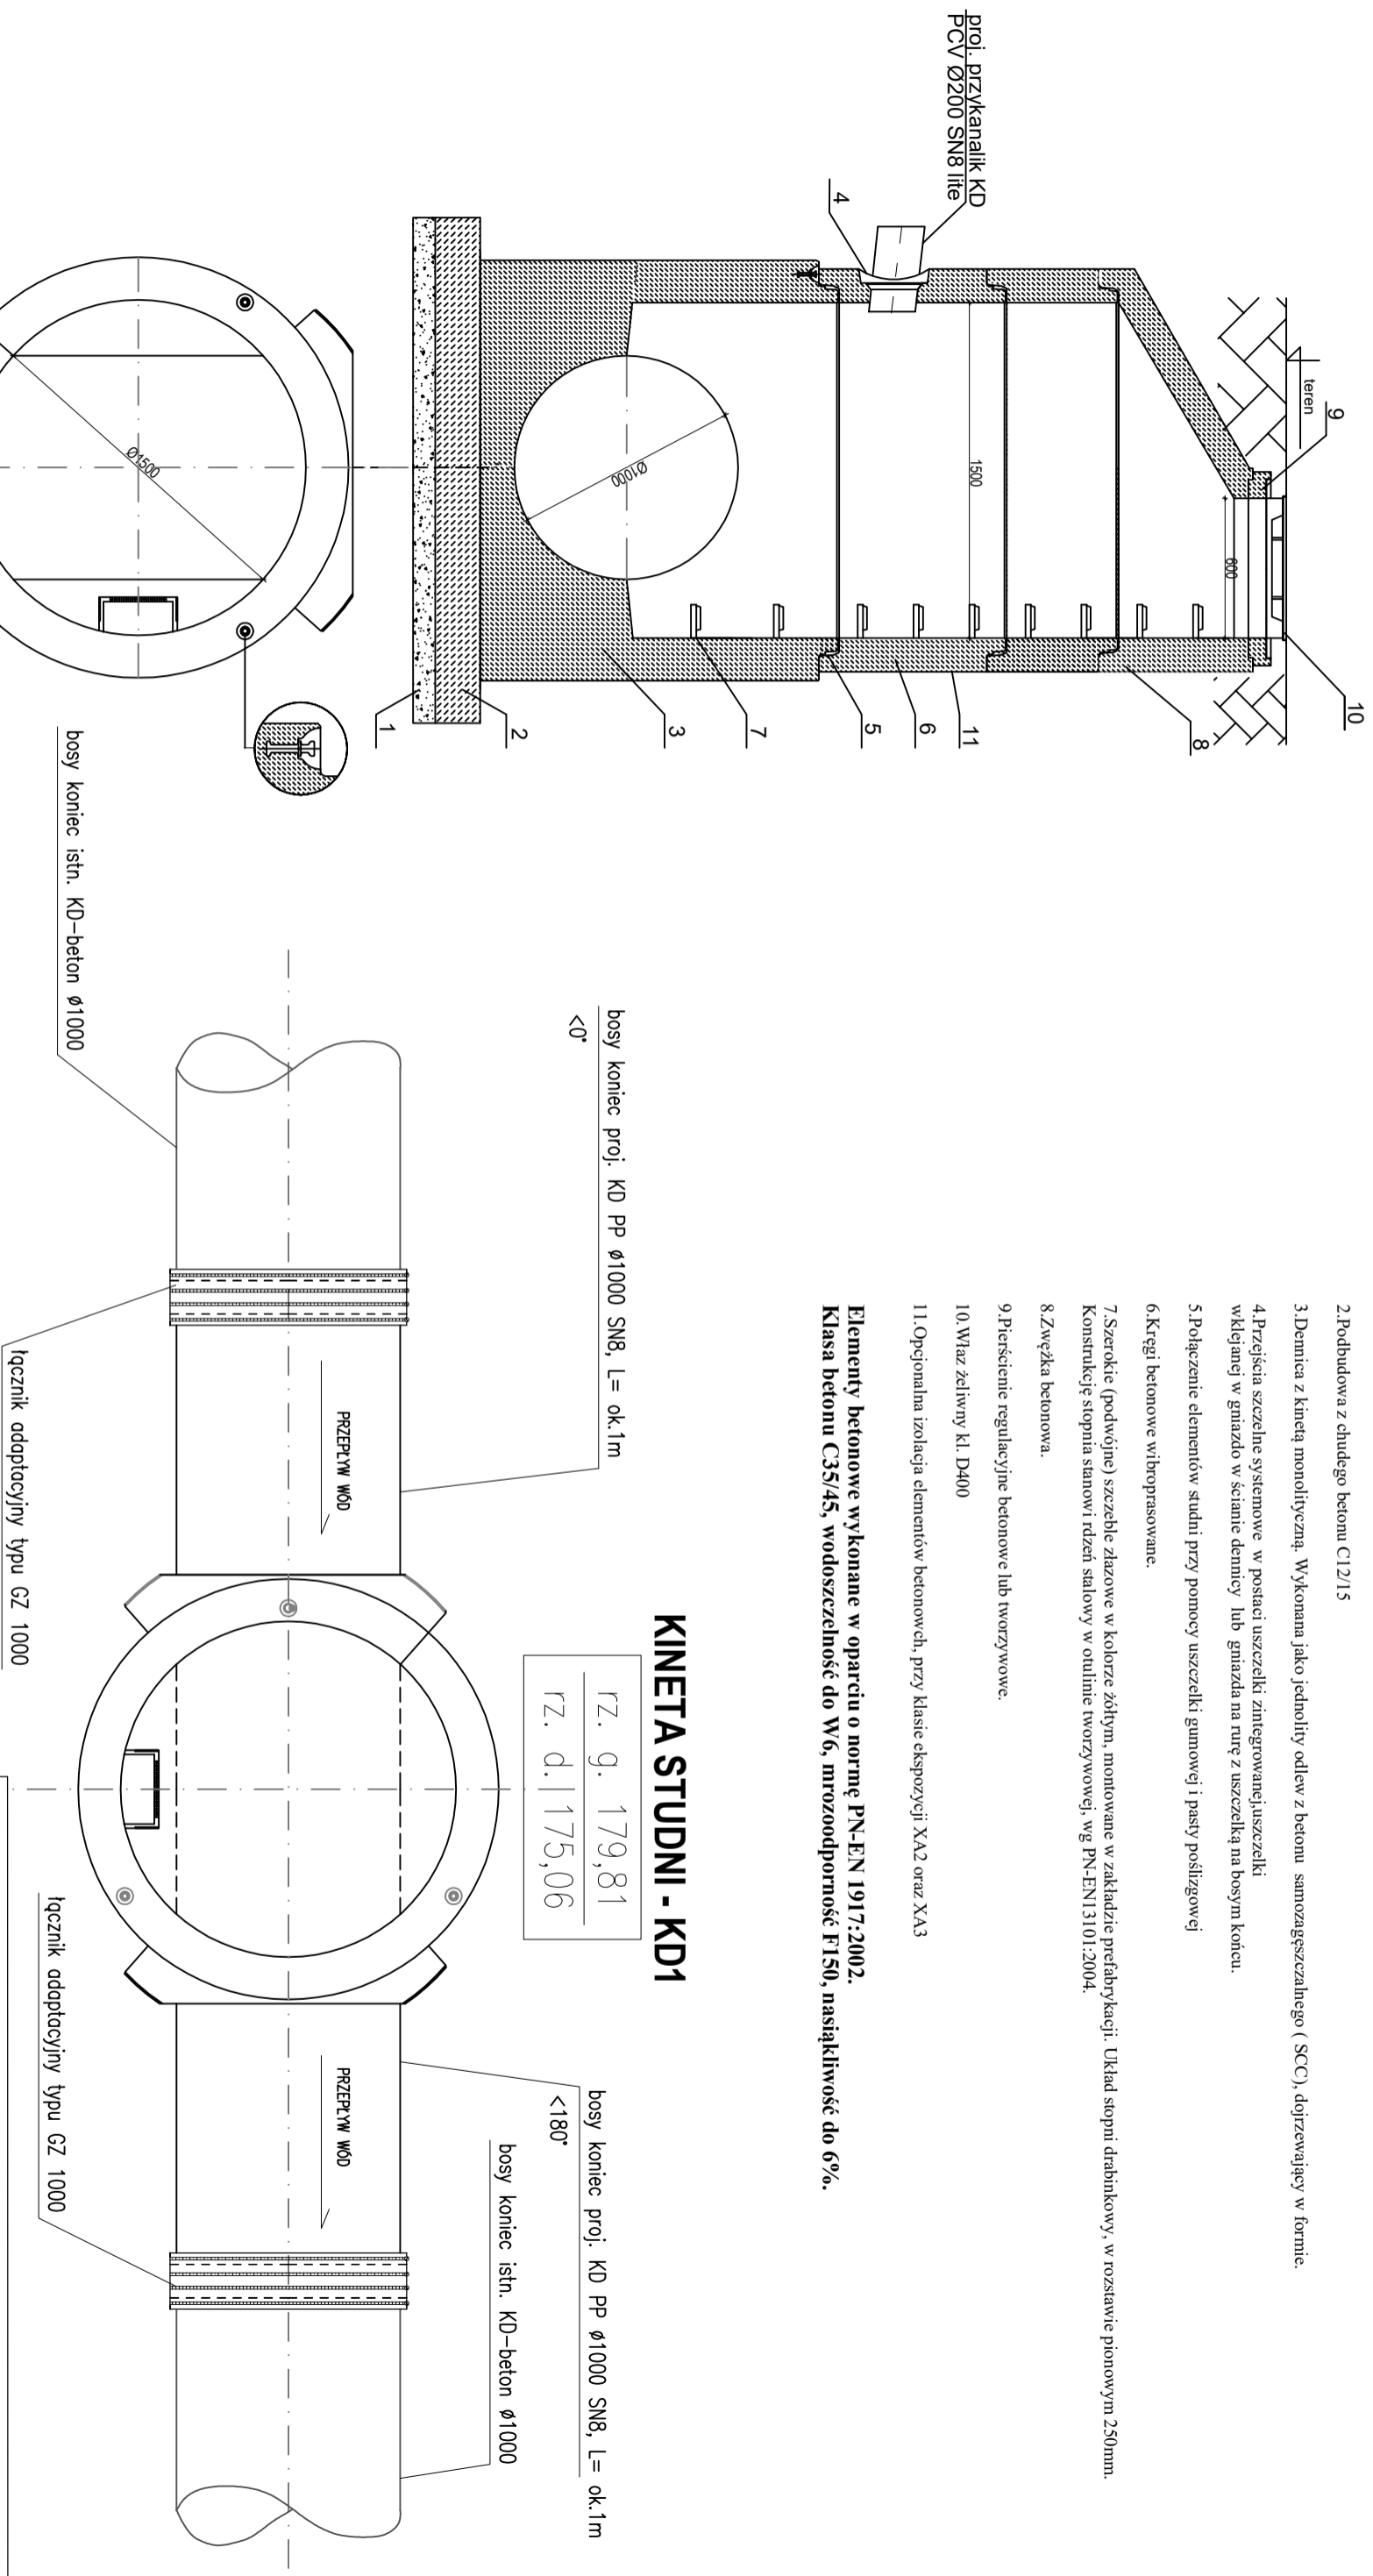 2.Podbudowa z chudego betonu C12/15
3.Dennica z kinetą monolityczną. Wykonana jako jednolity odlew z betonu samozagęszczalnego ( SCC), dojrzewający w formie.
4.Przejścia szczelne systemowe w postaci uszczelki zintegrowanej,uszczelki
wklejanej w gniazdo w ścianie dennicy lub gniazda na rurę z uszczelką na bosym końcu.
5.Połączenie elementów studni przy pomocy uszczelki gumowej i pasty poślizgowej
6.Kręgi betonowe wibroprasowane.
7.Szerokie (podwójne) szczeble złazowe w kolorze żółtym, montowane w zakładzie prefabrykacji. Układ stopni drabinkowy, w rozstawie pionowym 250mm.
Konstrukcję stopnia stanowi rdzeń stalowy w otulinie tworzywowej, wg PN-EN13101:2004.
8.Zwężka betonowa.
9.Pierścienie regulacyjne betonowe lub tworzywowe.
10.Właz żeliwny kl. D400
11.Opcjonalna izolacja elementów betonowch, przy klasie ekspozycji XA2 oraz XA3
Elementy betonowe wykonane w oparciu o normę PN-EN 1917:2002.
Klasa betonu C35/45, wodoszczelność do W6, mrozoodporność F150, nasiąkliwość do 6%.
proj. przykanalik KD
PCV Ø200 SN8 lite
teren
9
10
600
8
1500
11
6
5
4
7
Ø1000
3
2
1
Ø1500
KINETA STUDNI - KD1
rz. g. 179,81
rz. d. 175,06
bosy koniec proj. KD PP ø1000 SN8, L= ok.1m
<0°
bosy koniec proj. KD PP ø1000 SN8, L= ok.1m
<180°
bosy koniec istn. KD-beton ø1000
PRZEPŁYW WÓD
PRZEPŁYW WÓD
bosy koniec istn. KD-beton ø1000
łącznik adaptacyjny typu GZ 1000
łącznik adaptacyjny typu GZ 1000